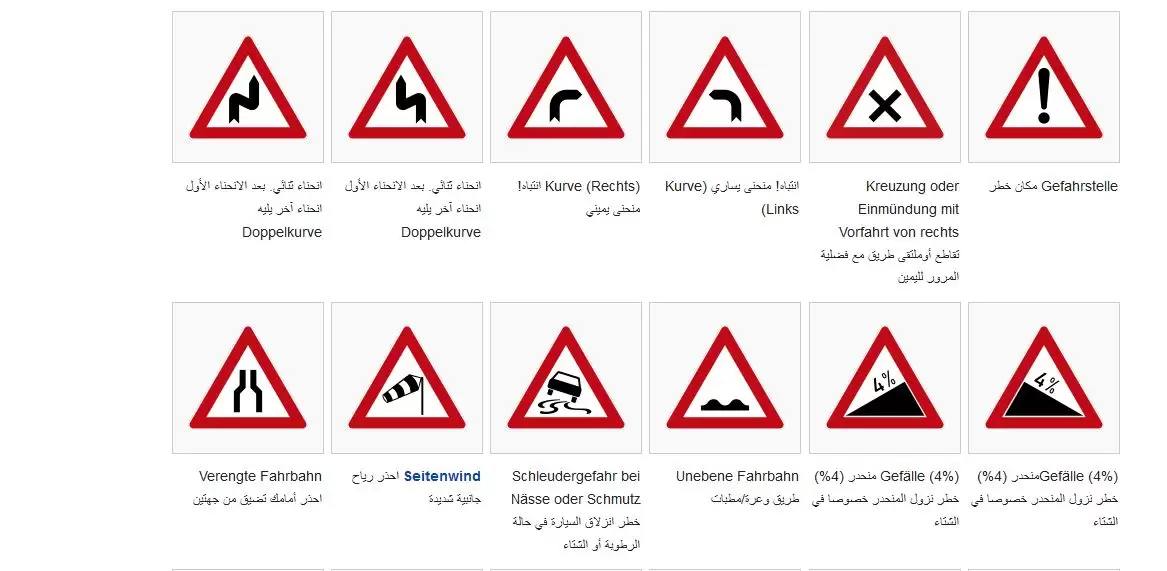 Gefahrstelle مكان خطر
Kreuzung oder
Einmündung mit
Vorfahrt von rechts
تقاطع أوملتقى طريق مع فضلية
المرور لليمين
انتباه! منحنى يساري (Kurve
Links)
Kurve (Rechts) انتباه!
منحنى يميني
انحناء ثنائي. بعد الانحناء الأول
انحناء آخر يليه
Doppelkurve
انحناء ثنائي. بعد الانحناء الأول
انحناء آخر يليه
Doppelkurve
4%
Gefälle (4%)منحدر (4%)
خطر نزول المنحدر خصوصا في
الشتاء
4%
Gefälle (4%) منحدر (4%)
خطر نزول المنحدر خصوصا في
الشتاء
Unebene Fahrbahn
طريق وعرة/مطبات
Schleudergefahr bei
Nässe oder Schmutz
خطر انزلاق السيارة في حالة
الرطوبة أو الشتاء
Seitenwind احذر رياح
جانبية شديدة
Verengte Fahrbahn
احذر أمامك تضيق من جهتين